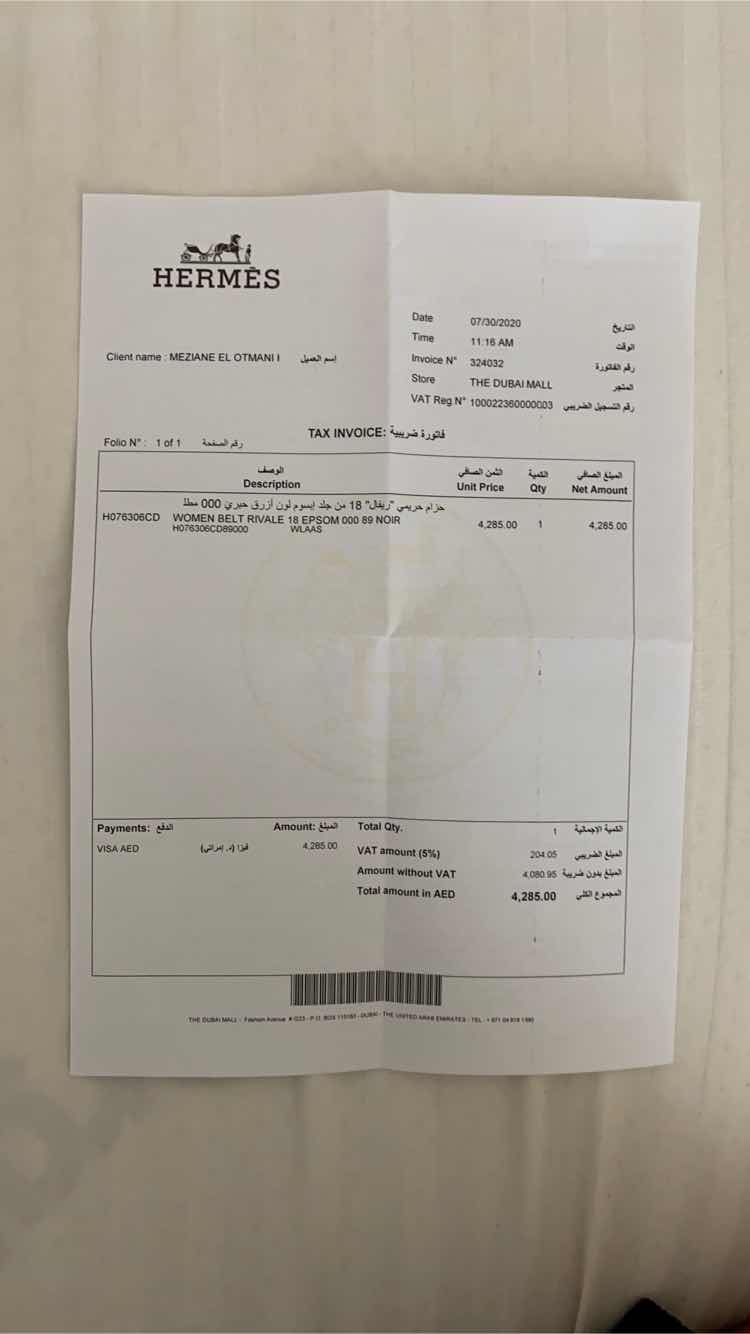 HERMÈS
Date 07/30/2020 التاريخ
Time 11:16 AM الوقت
Client name : MEZIANE EL OTMANI I إسم العميل
Invoice N° 324032 رقم الفاتورة
Store THE DUBAI MALL المتجر
VAT Reg.N° 100022360000003 رقم التسجيل الضريبي
TAX INVOICE: فاتورة ضريبية
Folio N° : 1 of 1 رقم الصفحة
الوصف الثمن الصافي الكمية المبلغ الصافي
Description Unit Price Qty Net Amount
حزام حريمي "ريفال" 18 من جلد إبسوم لون أزرق حبري 000 مطلـ
H076306CD WOMEN BELT RIVALE 18 EPSOM 000 89 NOIR 4,285.00 1 4,285.00
H076306CD89000 WLAAS
Payments: الدفع Amount: المبلغ Total Qty. 1 الكمية الإجمالية
VISA AED فيزا (د. إمراتي) 4,285.00 VAT amount (5%) 204.05 المبلغ الضريبي
Amount without VAT 4,080.95 المبلغ بدون ضريبة
Total amount in AED 4,285.00 المجموع الكلي
THE DUBAI MALL - Fashion Avenue # G23 - P.O. BOX - DUBAI - THE UNITED ARAB EMIRATES - TEL : + 971 04